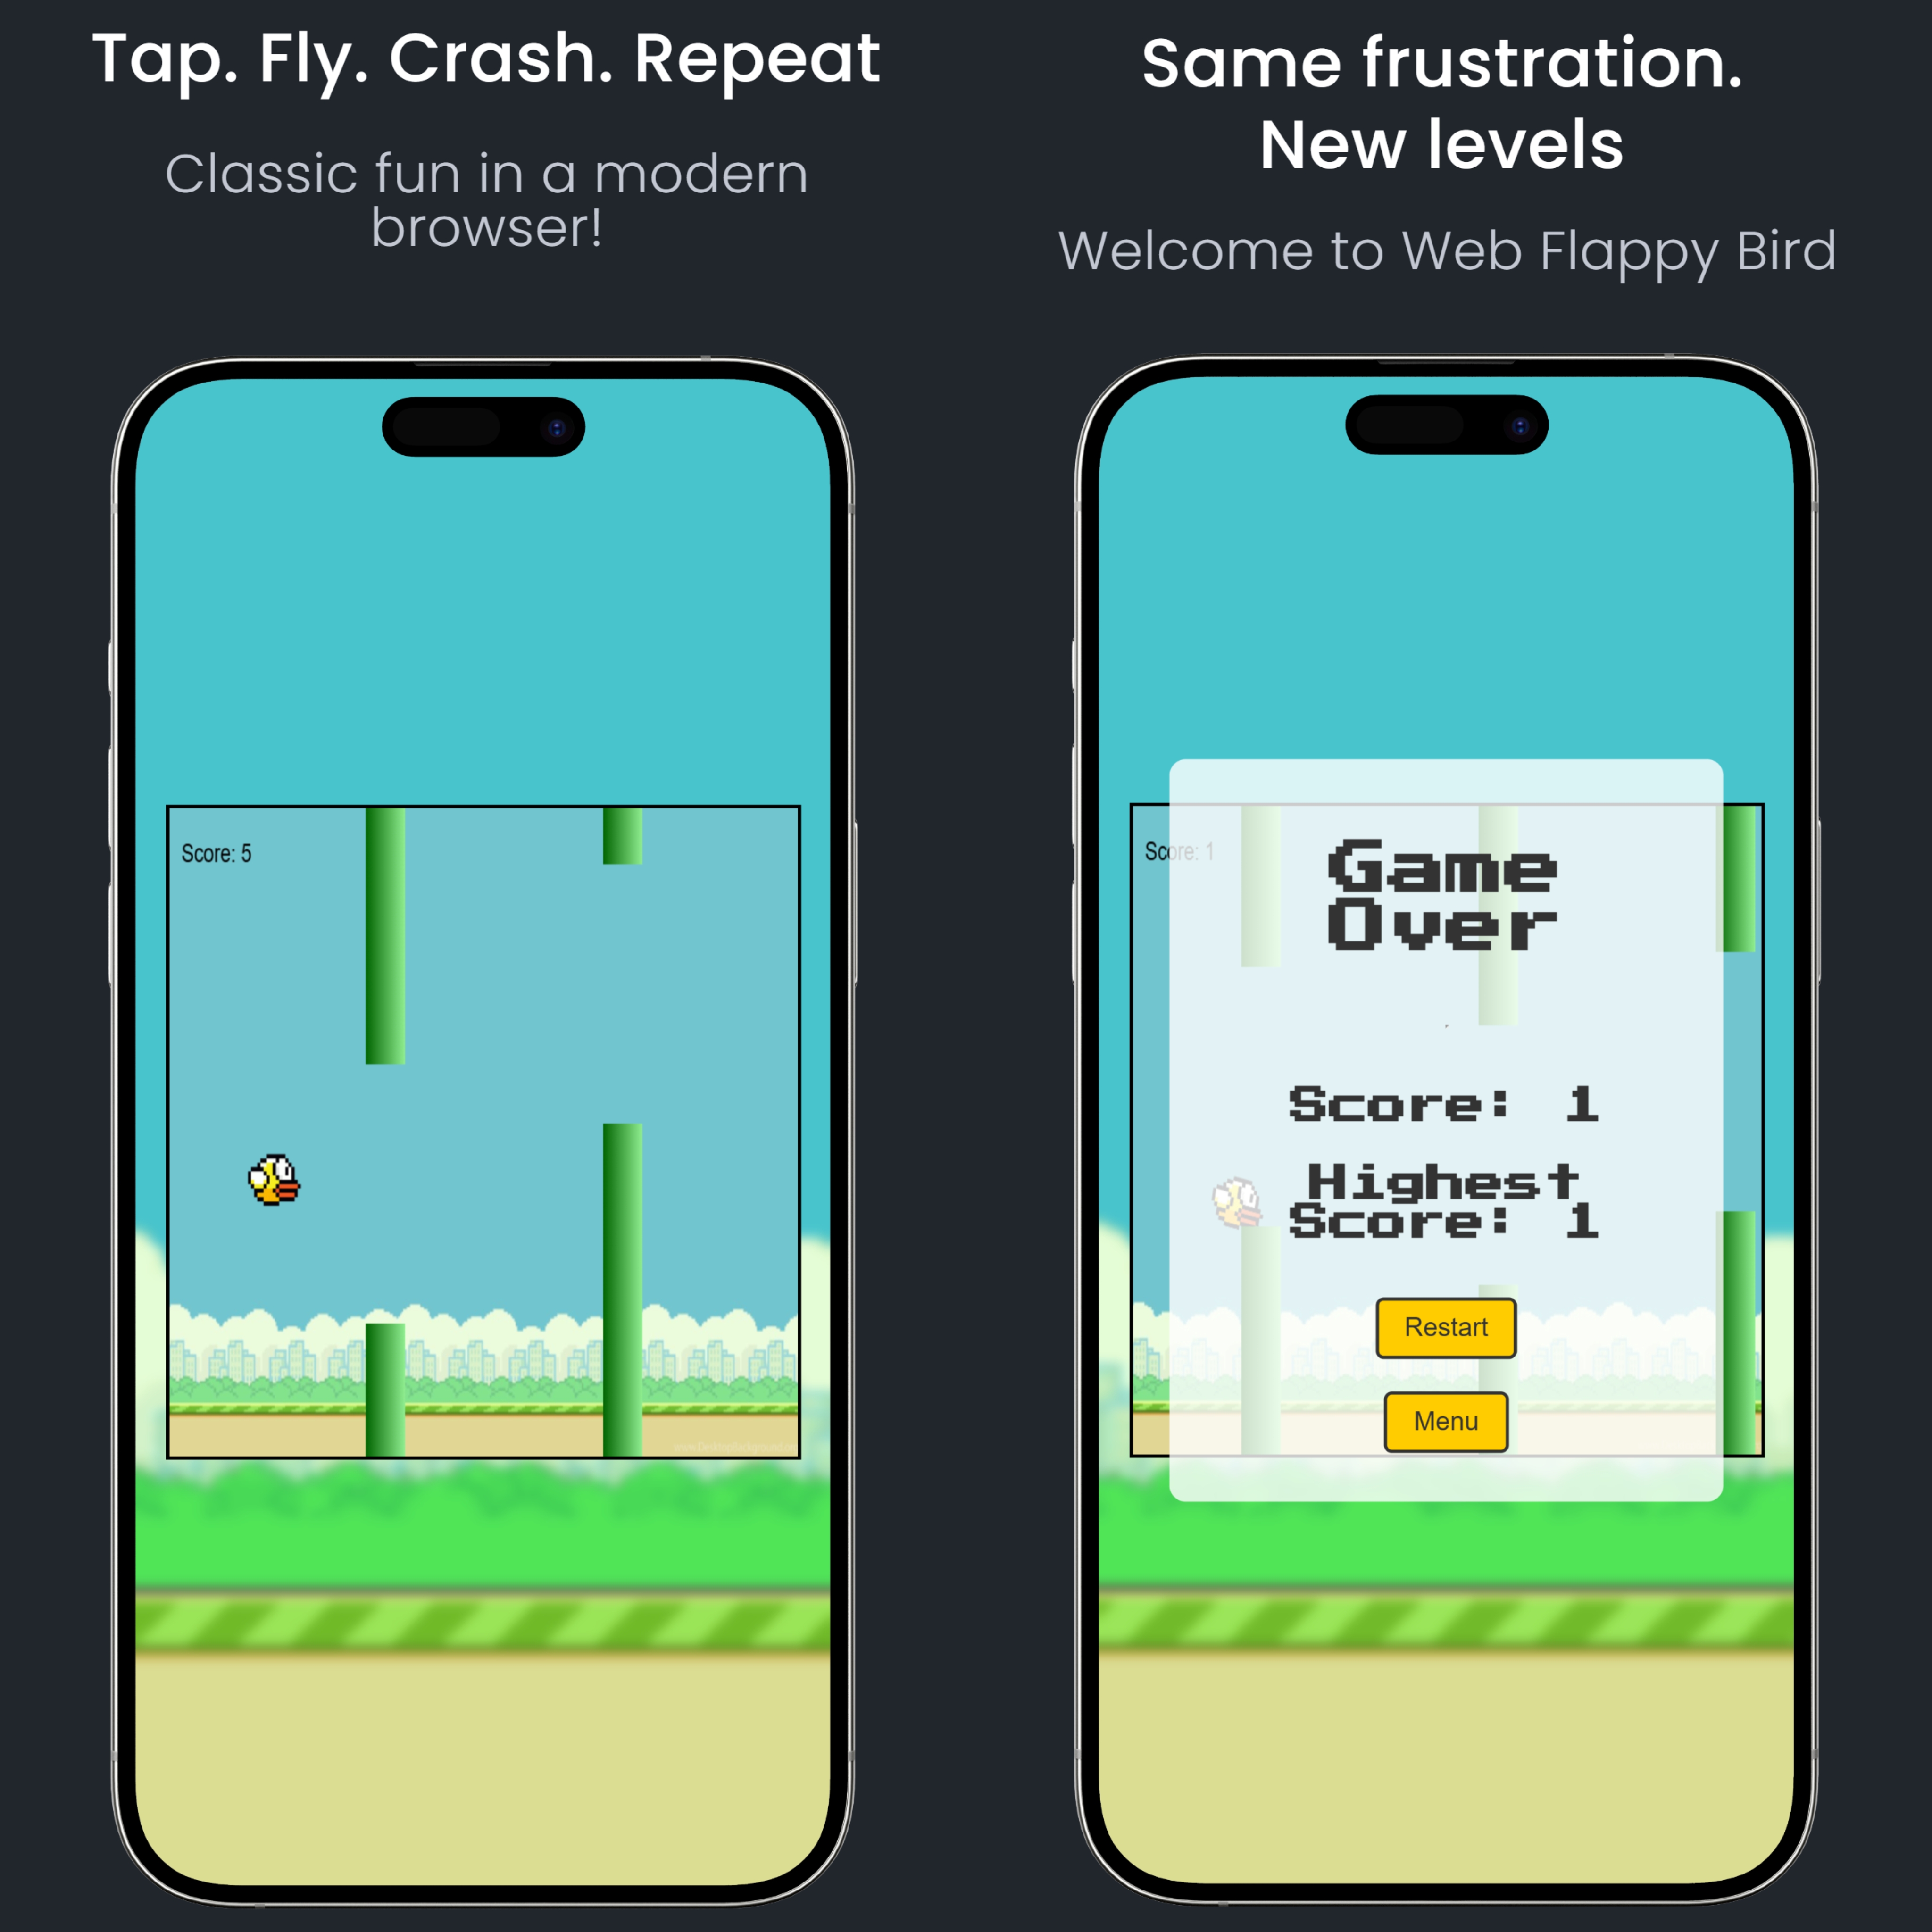 Tap. Fly. Crash. Repeat
Classic fun in a modern
browser!
Score: 5
Same frustration.
New levels
Welcome to Web Flappy Bird
Score: 1
Game
Over
Score: 1
Highest
Score: 1
Restart
Menu